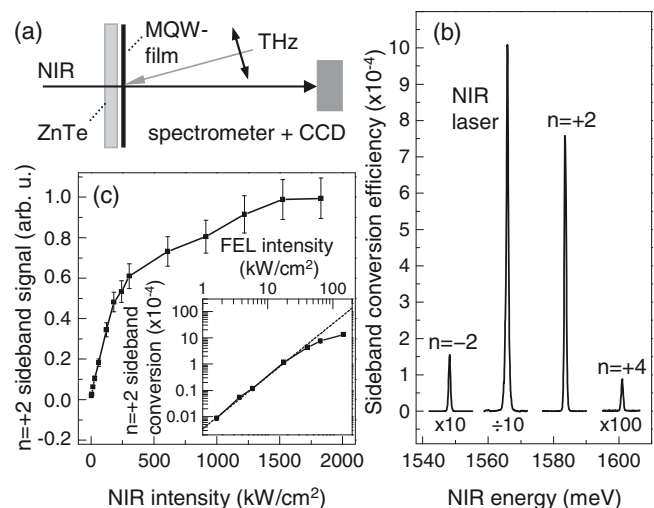 (a)
MQW-
film
THz
NIR
ZnTe
spectrometer + CCD
(b)
Sideband conversion efficiency (x10⁻⁴)
10
9
8
7
6
5
4
3
2
1
0
NIR
laser
n=+2
n=−2
n=+4
x10
÷10
x100
1540 1560 1580 1600
NIR energy (meV)
(c)
n=+2 sideband signal (arb. u.)
1.0
0.8
0.6
0.4
0.2
0.0
-0.2
0 500 1000 1500 2000
NIR intensity (kW/cm²)
FEL intensity
(kW/cm²)
1 10 100
n=+2 sideband
conversion (x10⁻⁴)
100
10
1
0.1
0.01